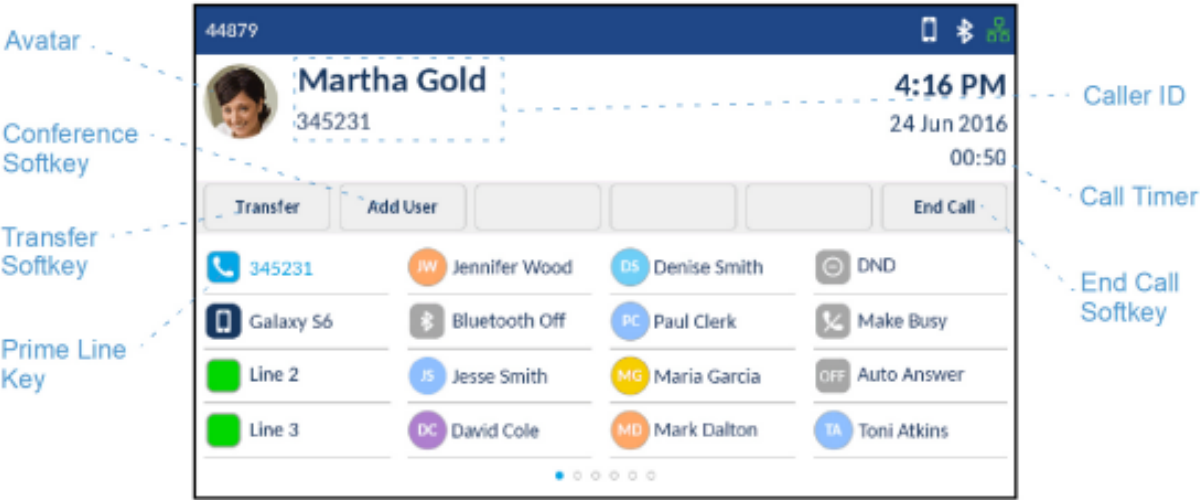 44879
Avatar
Martha Gold
4:16 PM
Caller ID
345231
24 Jun 2016
Conference
Softkey
00:50
Call Timer
Transfer
Add User
End Call
Transfer
Softkey
345231
JW Jennifer Wood
DS Denise Smith
DND
End Call
Softkey
Galaxy S6
Bluetooth Off
PC Paul Clerk
Make Busy
Prime Line
Key
Line 2
JS Jesse Smith
MG Maria Garcia
OFF Auto Answer
Line 3
DC David Cole
MD Mark Dalton
TA Toni Atkins